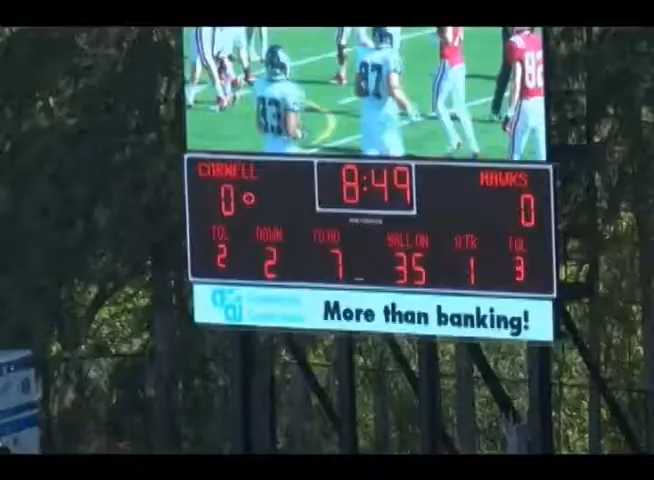 82
83 87
CORNELL 8:49 HAWKS
0 0
TOL DOWN TO GO BALL ON QTR TOL
2 2 7 35 1 3
More than banking!